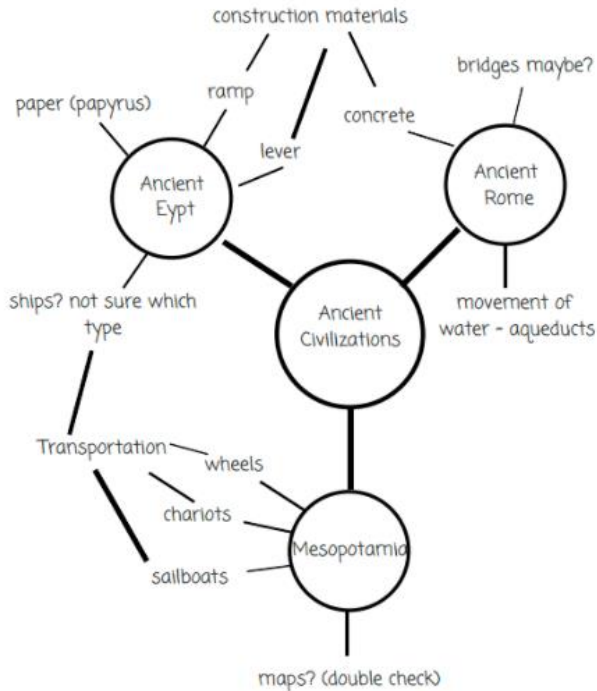 construction materials
bridges maybe?
ramp
paper (papyrus)
concrete
lever
Ancient
Eypt
Ancient
Rome
ships? not sure which
type
movement of
water - aqueducts
Ancient
Civilizations
Transportation
wheels
chariots
Mesopotamia
sailboats
maps? (double check)